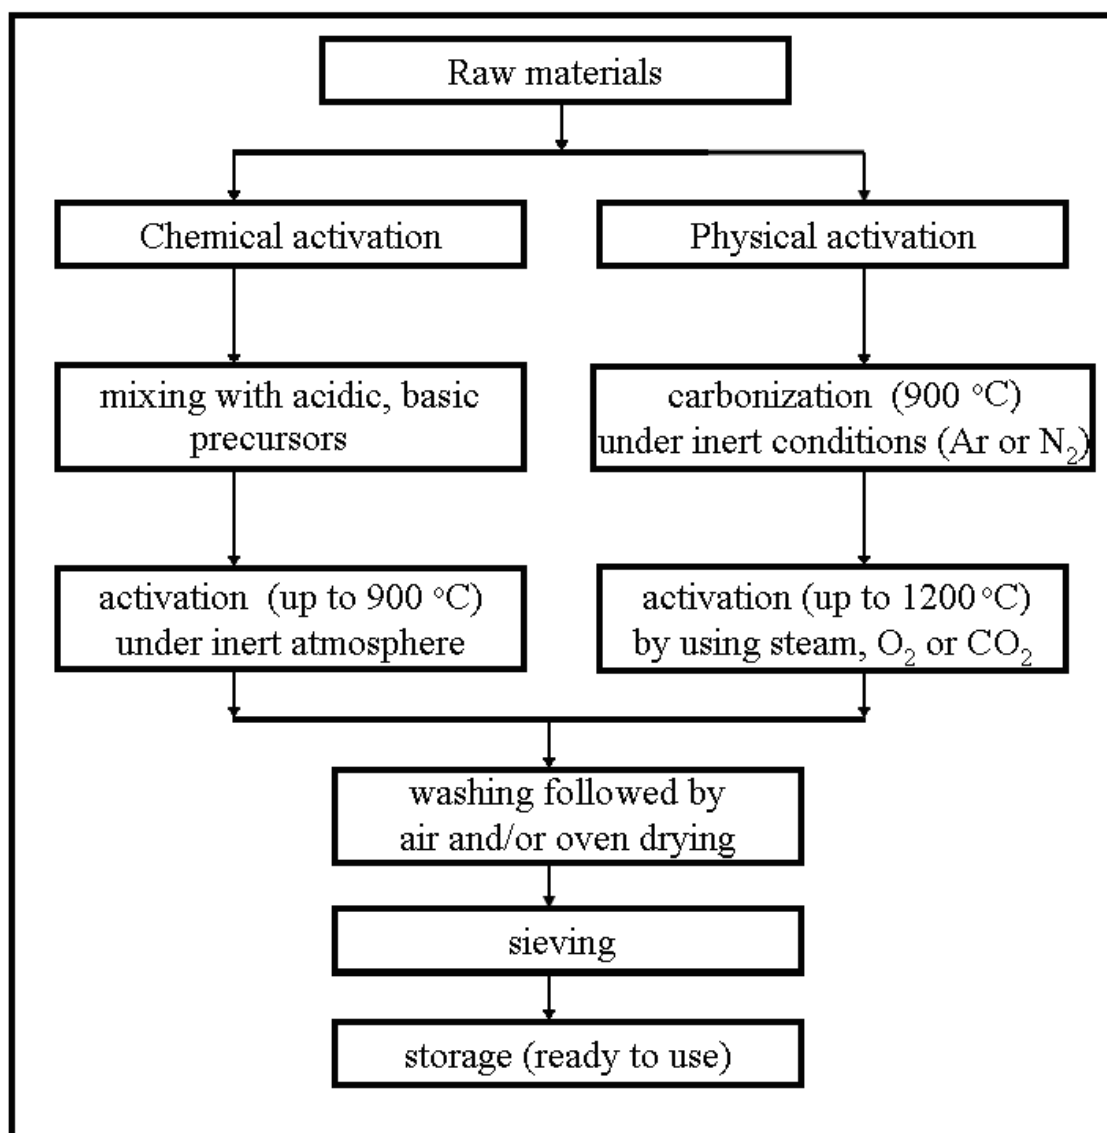 Raw materials
Chemical activation
Physical activation
mixing with acidic, basic
precursors
carbonization (900 °C)
under inert conditions (Ar or N₂)
activation (up to 900 °C)
under inert atmosphere
activation (up to 1200 °C)
by using steam, O₂ or CO₂
washing followed by
air and/or oven drying
sieving
storage (ready to use)